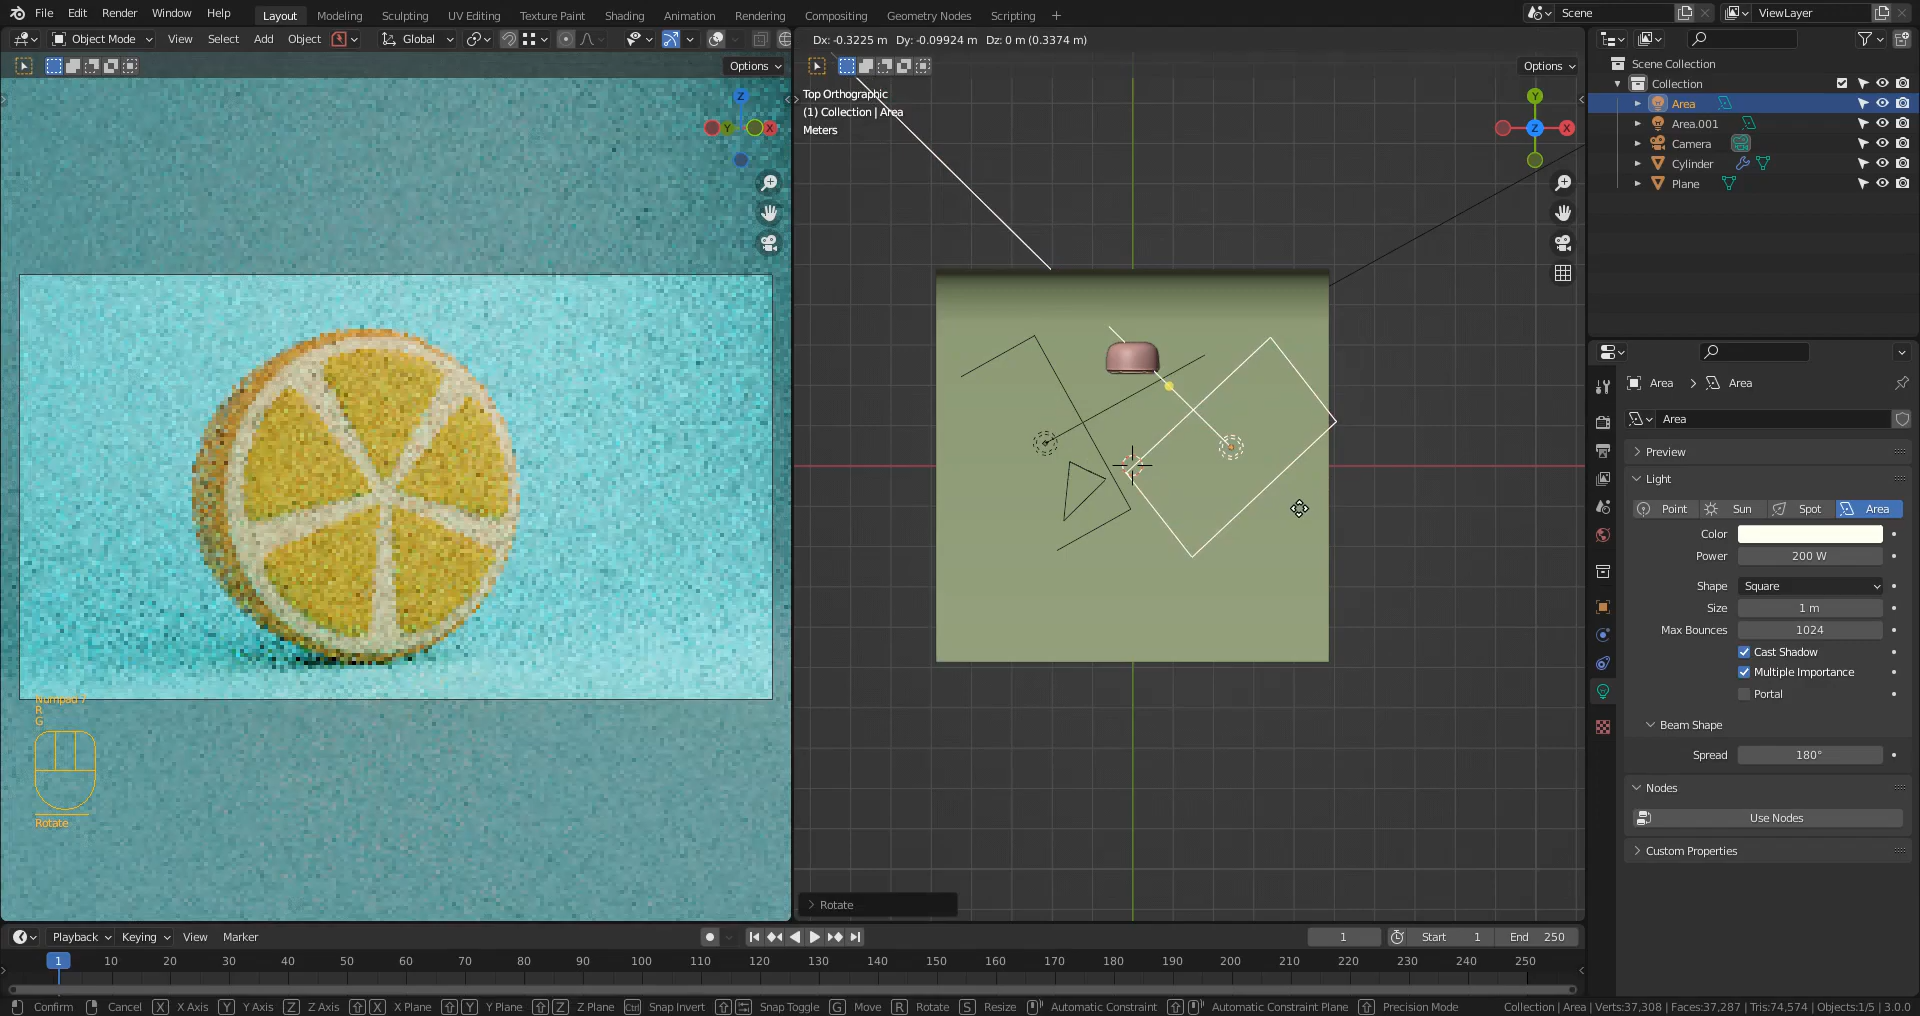 File Edit Render Window Help Layout Modeling Sculpting UV Editing Texture Paint Shading Animation Rendering Compositing Geometry Nodes Scripting + Scene ViewLayer
Object Mode View Select Add Object Global Dx: -0.3225 m Dy: -0.09924 m Dz: 0 m (0.3374 m)
Options Options
Scene Collection
Collection
Area
Area.001
Camera
Cylinder
Plane
Z
Y X
Top Orthographic
(1) Collection | Area
Meters
Y
Z X
Area Area
Area
Preview
Light
Point Sun Spot Area
Color
Power 200 W
Shape Square
Size 1 m
Max Bounces 1024
Cast Shadow
Multiple Importance
Portal
Beam Shape
Spread 180°
Nodes
Use Nodes
Custom Properties
R
G
Rotate
Rotate
Playback Keying View Marker 1 Start 1 End 250
1 10 20 30 40 50 60 70 80 90 100 110 120 130 140 150 160 170 180 190 200 210 220 230 240 250
Confirm Cancel X X Axis Y Y Axis Z Z Axis X X Plane Y Y Plane Z Z Plane Ctrl Snap Invert Snap Toggle G Move R Rotate S Resize Automatic Constraint Automatic Constraint Plane Precision Mode Collection | Area | Verts:37,308 | Faces:37,287 | Tris:74,574 | Objects:1/5 | 3.0.0